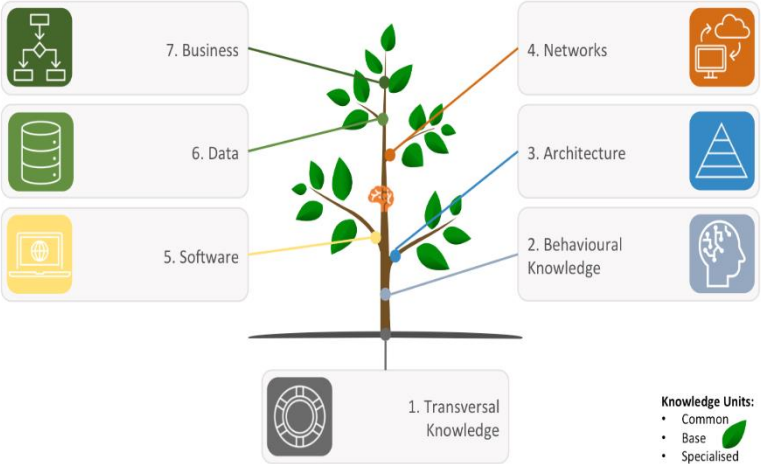 7. Business
4. Networks
6. Data
3. Architecture
5. Software
2. Behavioural
Knowledge
1. Transversal
Knowledge
Knowledge Units:
• Common
• Base
• Specialised